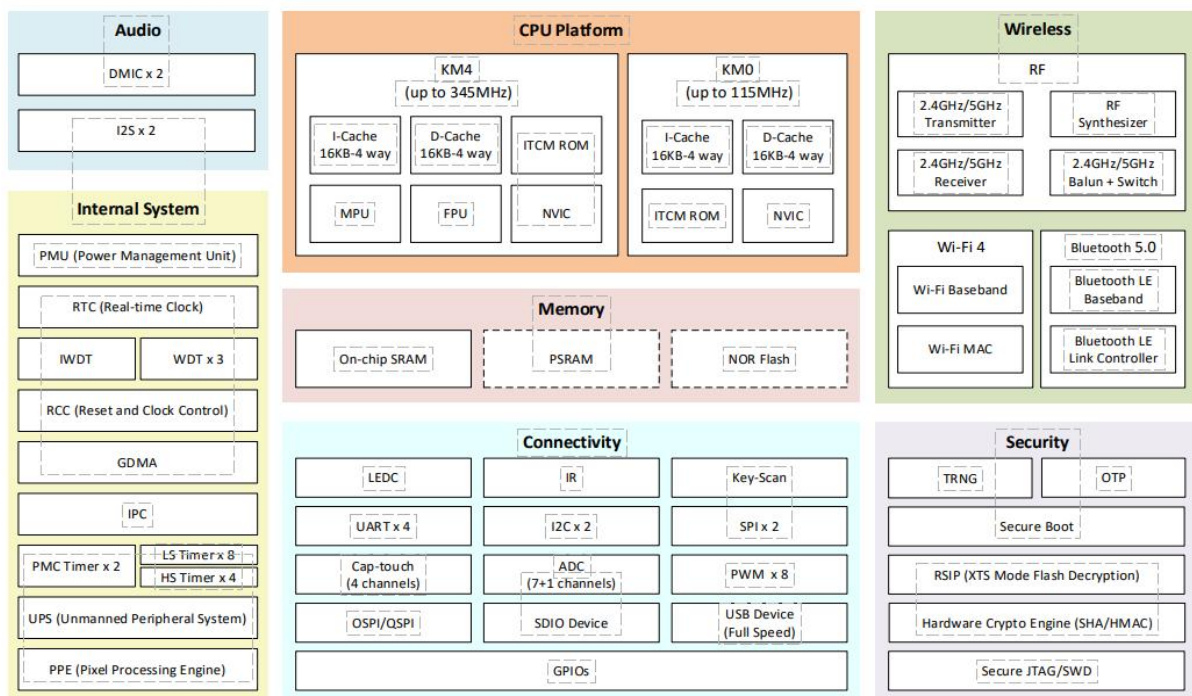 Audio
DMIC x 2
I2S x 2
Internal System
PMU (Power Management Unit)
RTC (Real-time Clock)
IWDT
WDT x 3
RCC (Reset and Clock Control)
GDMA
IPC
PMC Timer x 2
LS Timer x 8
HS Timer x 4
UPS (Unmanned Peripheral System)
PPE (Pixel Processing Engine)
CPU Platform
KM4
(up to 345MHz)
I-Cache
16KB-4 way
D-Cache
16KB-4 way
ITCM ROM
MPU
FPU
NVIC
KM0
(up to 115MHz)
I-Cache
16KB-4 way
D-Cache
16KB-4 way
ITCM ROM
NVIC
Memory
On-chip SRAM
PSRAM
NOR Flash
Connectivity
LEDC
IR
Key-Scan
UART x 4
I2C x 2
SPI x 2
Cap-touch
(4 channels)
ADC
(7+1 channels)
PWM x 8
OSPI/QSPI
SDIO Device
USB Device
(Full Speed)
GPIOs
Wireless
RF
2.4GHz/5GHz
Transmitter
RF
Synthesizer
2.4GHz/5GHz
Receiver
2.4GHz/5GHz
Balun + Switch
Wi-Fi 4
Wi-Fi Baseband
Wi-Fi MAC
Bluetooth 5.0
Bluetooth LE
Baseband
Bluetooth LE
Link Controller
Security
TRNG
OTP
Secure Boot
RSIP (XTS Mode Flash Decryption)
Hardware Crypto Engine (SHA/HMAC)
Secure JTAG/SWD